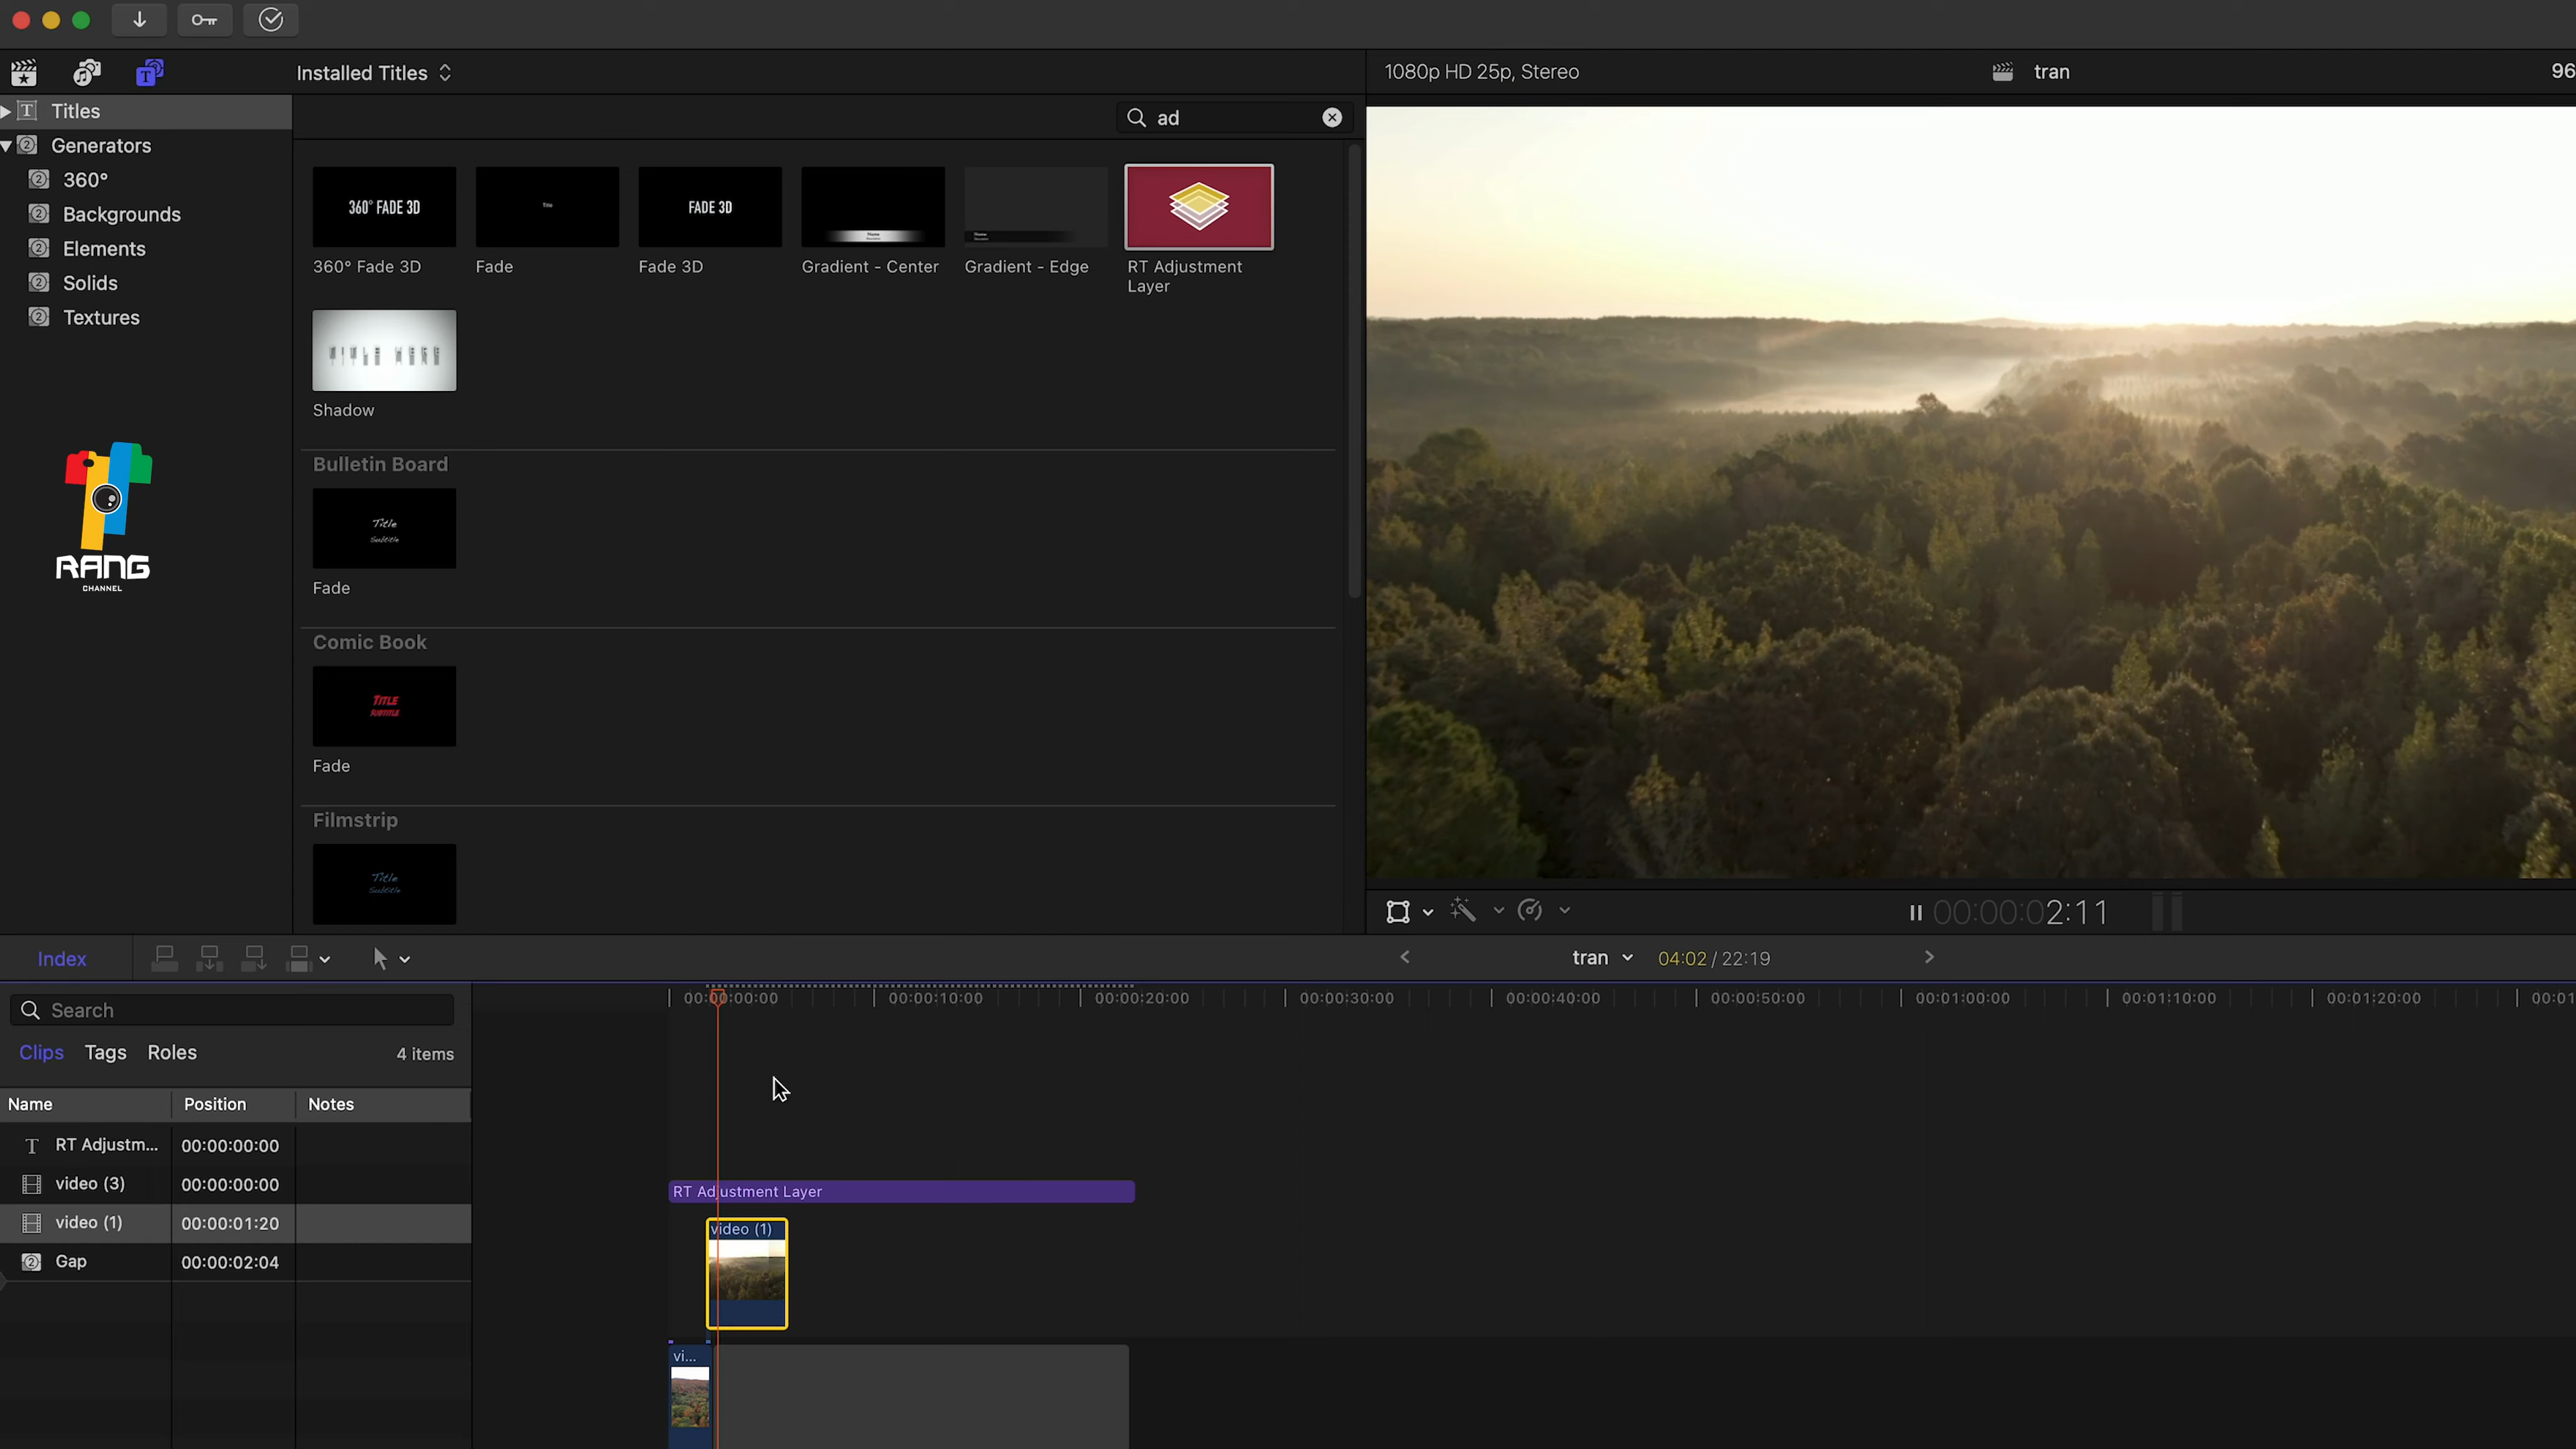 Installed Titles
1080p HD 25p, Stereo
tran
96
Titles
Generators
360°
Backgrounds
Elements
Solids
Textures
ad
360° FADE 3D
Title
FADE 3D
360° Fade 3D
Fade
Fade 3D
Gradient - Center
Gradient - Edge
RT Adjustment
Layer
Shadow
RANG
CHANNEL
Bulletin Board
Title
Subtitle
Fade
Comic Book
TITLE
SUBTITLE
Fade
Filmstrip
Title
Subtitle
00:00:02:11
Index
tran
04:02 / 22:19
Search
Clips
Tags
Roles
4 items
Name
Position
Notes
RT Adjustm...
00:00:00:00
video (3)
00:00:00:00
video (1)
00:00:01:20
Gap
00:00:02:04
00:00:00:00
00:00:10:00
00:00:20:00
00:00:30:00
00:00:40:00
00:00:50:00
00:01:00:00
00:01:10:00
00:01:20:00
00:01
RT Adjustment Layer
video (1)
vi...